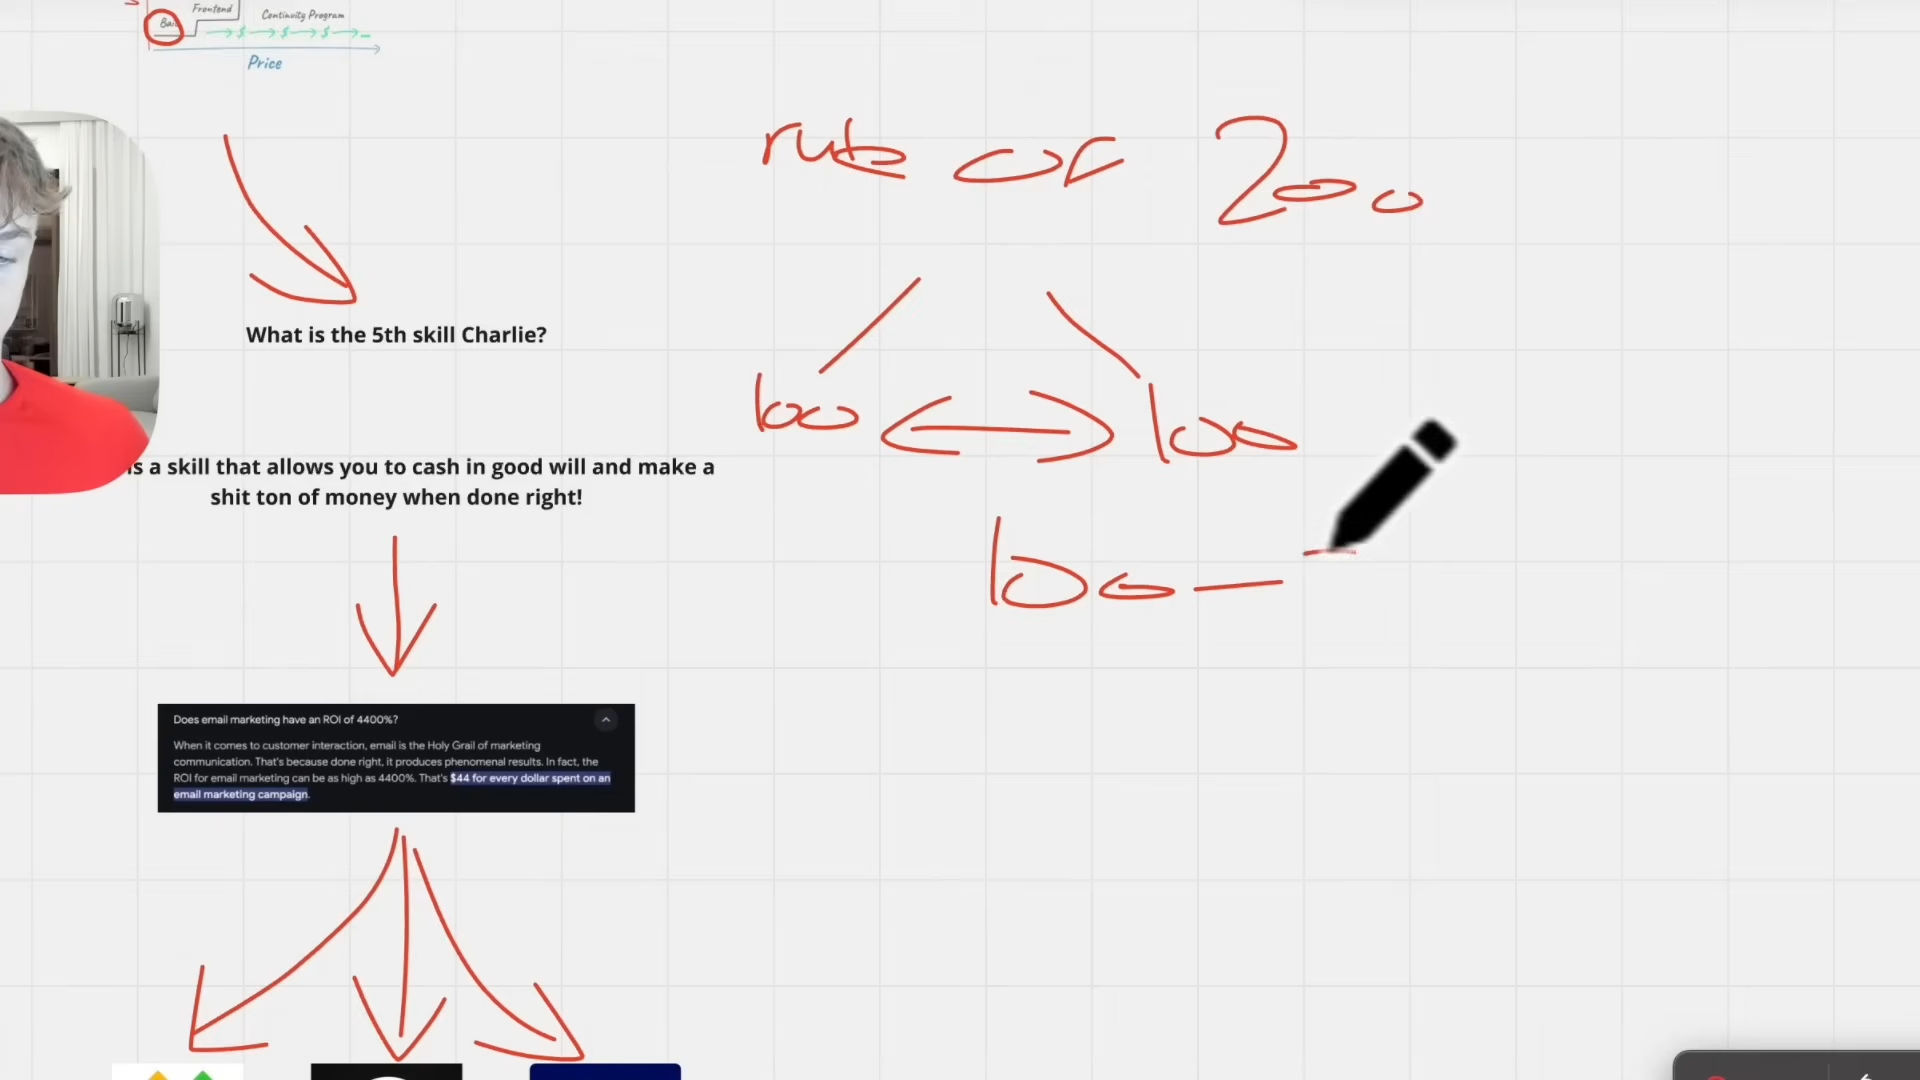 Frontend
Continuity Program
$ $ $
Price
rule of 200
What is the 5th skill Charlie?
100 100
is a skill that allows you to cash in good will and make a
shit ton of money when done right!
100 –
Does email marketing have an ROI of 4400%?
When it comes to customer interaction, email is the Holy Grail of marketing
communication. That's because done right, it produces phenomenal results. In fact, the
ROI for email marketing can be as high as 4400%. That's $44 for every dollar spent on an
email marketing campaign.